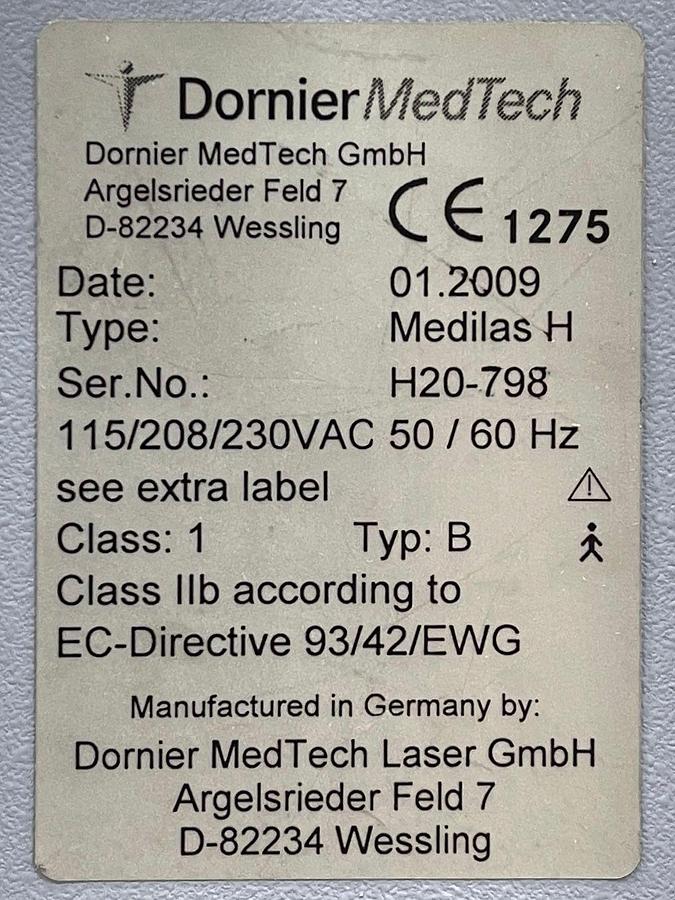 DornierMedTech
Dornier MedTech GmbH
Argelsrieder Feld 7
D-82234 Wessling
CE 1275
Date: 01.2009
Type: Medilas H
Ser.No.: H20-798
115/208/230VAC 50 / 60 Hz
see extra label
Class: 1 Typ: B
Class IIb according to
EC-Directive 93/42/EWG
Manufactured in Germany by:
Dornier MedTech Laser GmbH
Argelsrieder Feld 7
D-82234 Wessling